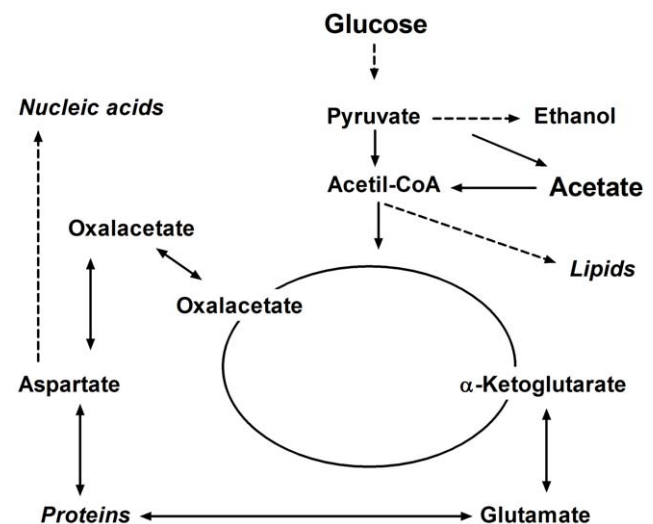 Glucose
Nucleic acids
Pyruvate
Ethanol
Acetil-CoA
Acetate
Oxalacetate
Lipids
Oxalacetate
Aspartate
α-Ketoglutarate
Proteins
Glutamate